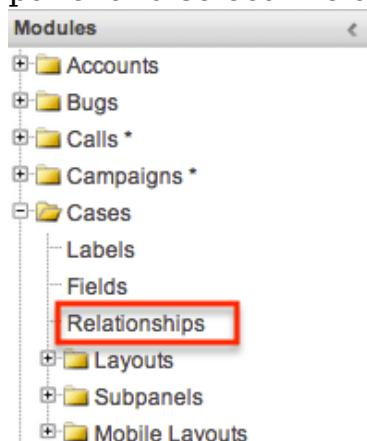 Modules <
Accounts
Bugs
Calls *
Campaigns *
Cases
Labels
Fields
Relationships
Layouts
Subpanels
Mobile Layouts